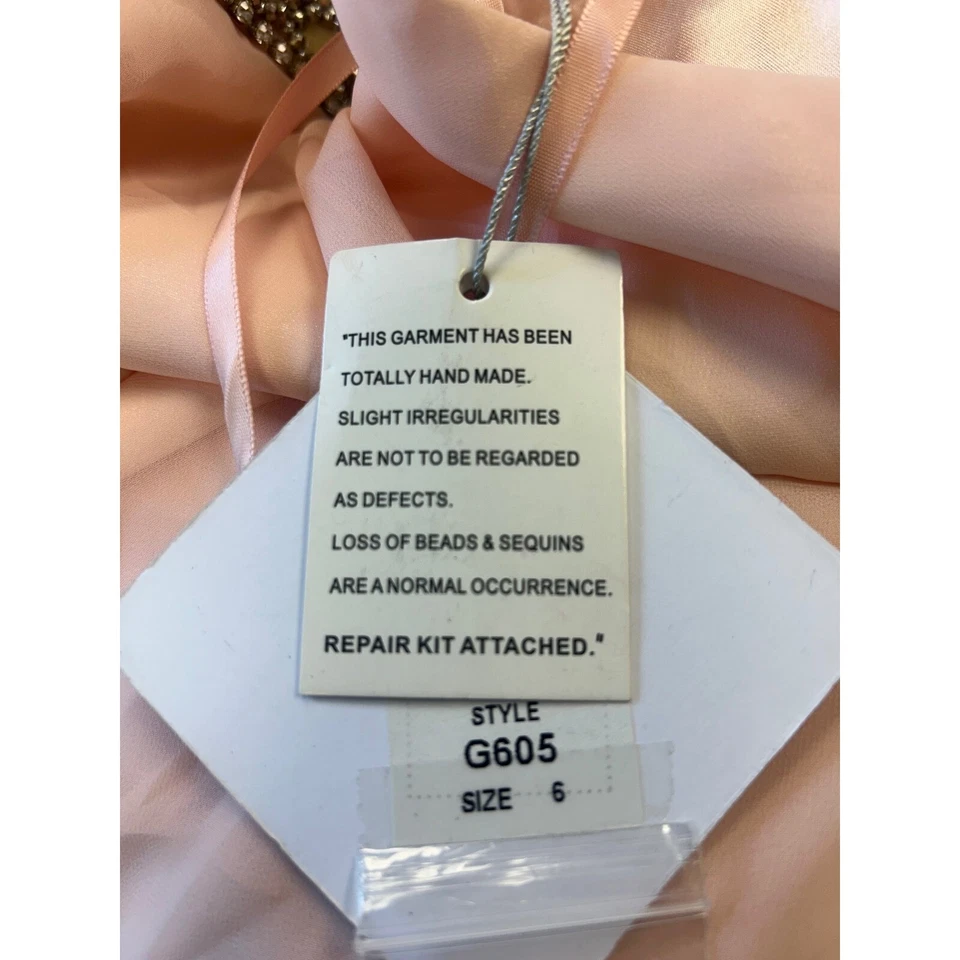 "THIS GARMENT HAS BEEN
TOTALLY HAND MADE.
SLIGHT IRREGULARITIES
ARE NOT TO BE REGARDED
AS DEFECTS.
LOSS OF BEADS & SEQUINS
ARE A NORMAL OCCURRENCE.
REPAIR KIT ATTACHED."
STYLE
G605
SIZE 6